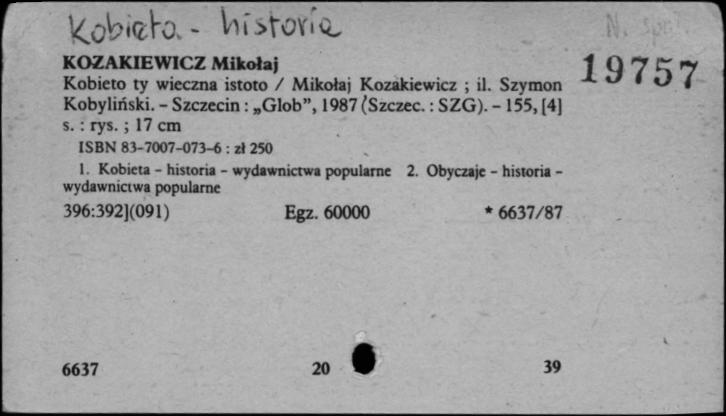 Kobieta - historia
N. społ.
KOZAKIEWICZ Mikołaj
19757
Kobieto ty wieczna istoto / Mikołaj Kozakiewicz ; il. Szymon
Kobyliński. – Szczecin : „Glob”, 1987 (Szczec. : SZG). – 155, [4]
s. : rys. ; 17 cm
ISBN 83-7007-073-6 : zł 250
1. Kobieta – historia – wydawnictwa popularne 2. Obyczaje – historia –
wydawnictwa popularne
396:392](091) Egz. 60000 * 6637/87
6637 20 39